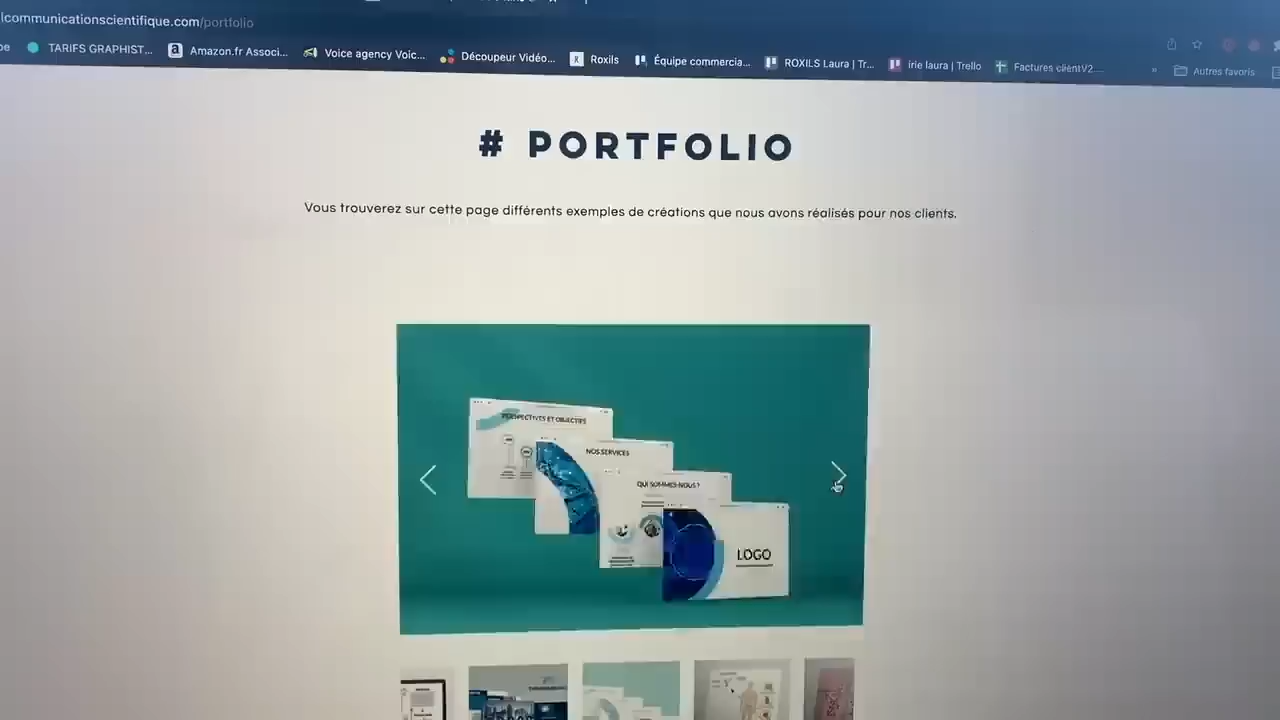 lcommunicationscientifique.com/portfolio
be TARIFS GRAPHIST... Amazon.fr Associ... Voice agency Voic... Découpeur Vidéo... Roxils Équipe commercia... ROXILS Laura | Tr... irie laura | Trello Factures clientV2.... » Autres favoris
# PORTFOLIO
Vous trouverez sur cette page différents exemples de créations que nous avons réalisés pour nos clients.
PERSPECTIVES ET OBJECTIFS
NOS SERVICES
QUI SOMMES-NOUS?
LOGO